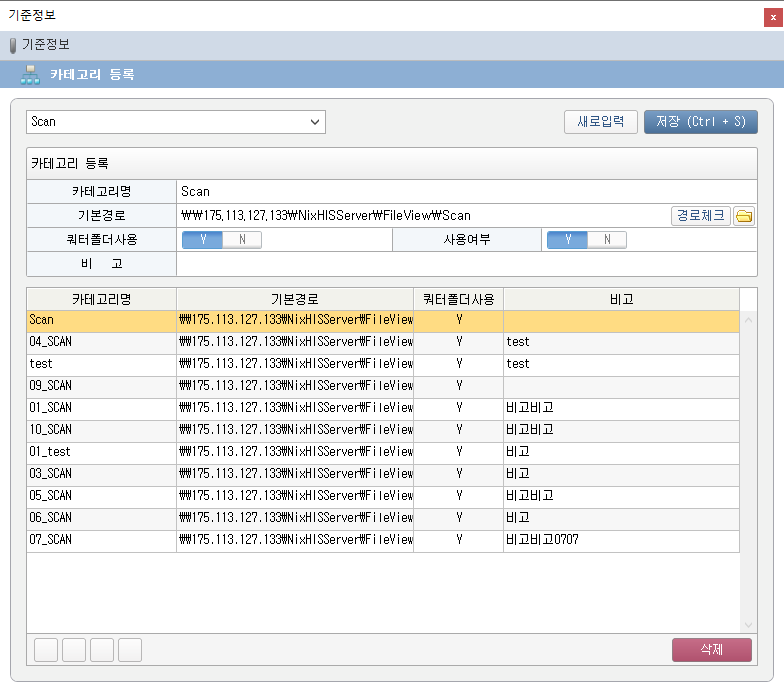 기준정보
x
기준정보
카테고리 등록
Scan
새로입력
저장 (Ctrl + S)
카테고리 등록
카테고리명
Scan
기본경로
₩₩175.113.127.133₩NixHISServer₩FileView₩Scan
경로체크
쿼터폴더사용
Y N
사용여부
Y N
비 고
카테고리명 기본경로 쿼터폴더사용 비고
Scan ₩₩175.113.127.133₩NixHISServer₩FileView Y
04_SCAN ₩₩175.113.127.133₩NixHISServer₩FileView Y test
test ₩₩175.113.127.133₩NixHISServer₩FileView Y test
09_SCAN ₩₩175.113.127.133₩NixHISServer₩FileView Y
01_SCAN ₩₩175.113.127.133₩NixHISServer₩FileView Y 비고비고
10_SCAN ₩₩175.113.127.133₩NixHISServer₩FileView Y 비고비고
01_test ₩₩175.113.127.133₩NixHISServer₩FileView Y 비고
03_SCAN ₩₩175.113.127.133₩NixHISServer₩FileView Y 비고
05_SCAN ₩₩175.113.127.133₩NixHISServer₩FileView Y 비고비고
06_SCAN ₩₩175.113.127.133₩NixHISServer₩FileView Y 비고
07_SCAN ₩₩175.113.127.133₩NixHISServer₩FileView Y 비고비고0707
삭제